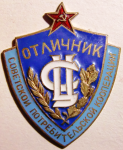 ОТЛИЧНИК
СОВЕТСКОЙ ПОТРЕБИТЕЛЬСКОЙ КООПЕРАЦИИ